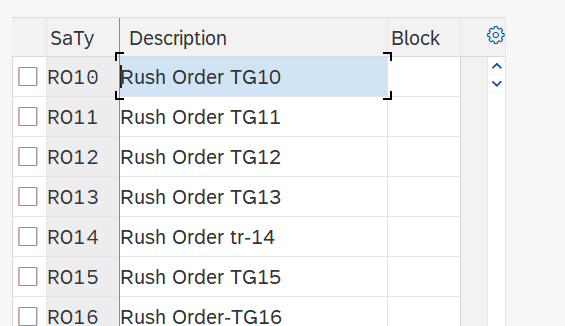 SaTy Description Block
RO10 Rush Order TG10
RO11 Rush Order TG11
RO12 Rush Order TG12
RO13 Rush Order TG13
RO14 Rush Order tr-14
RO15 Rush Order TG15
RO16 Rush Order-TG16